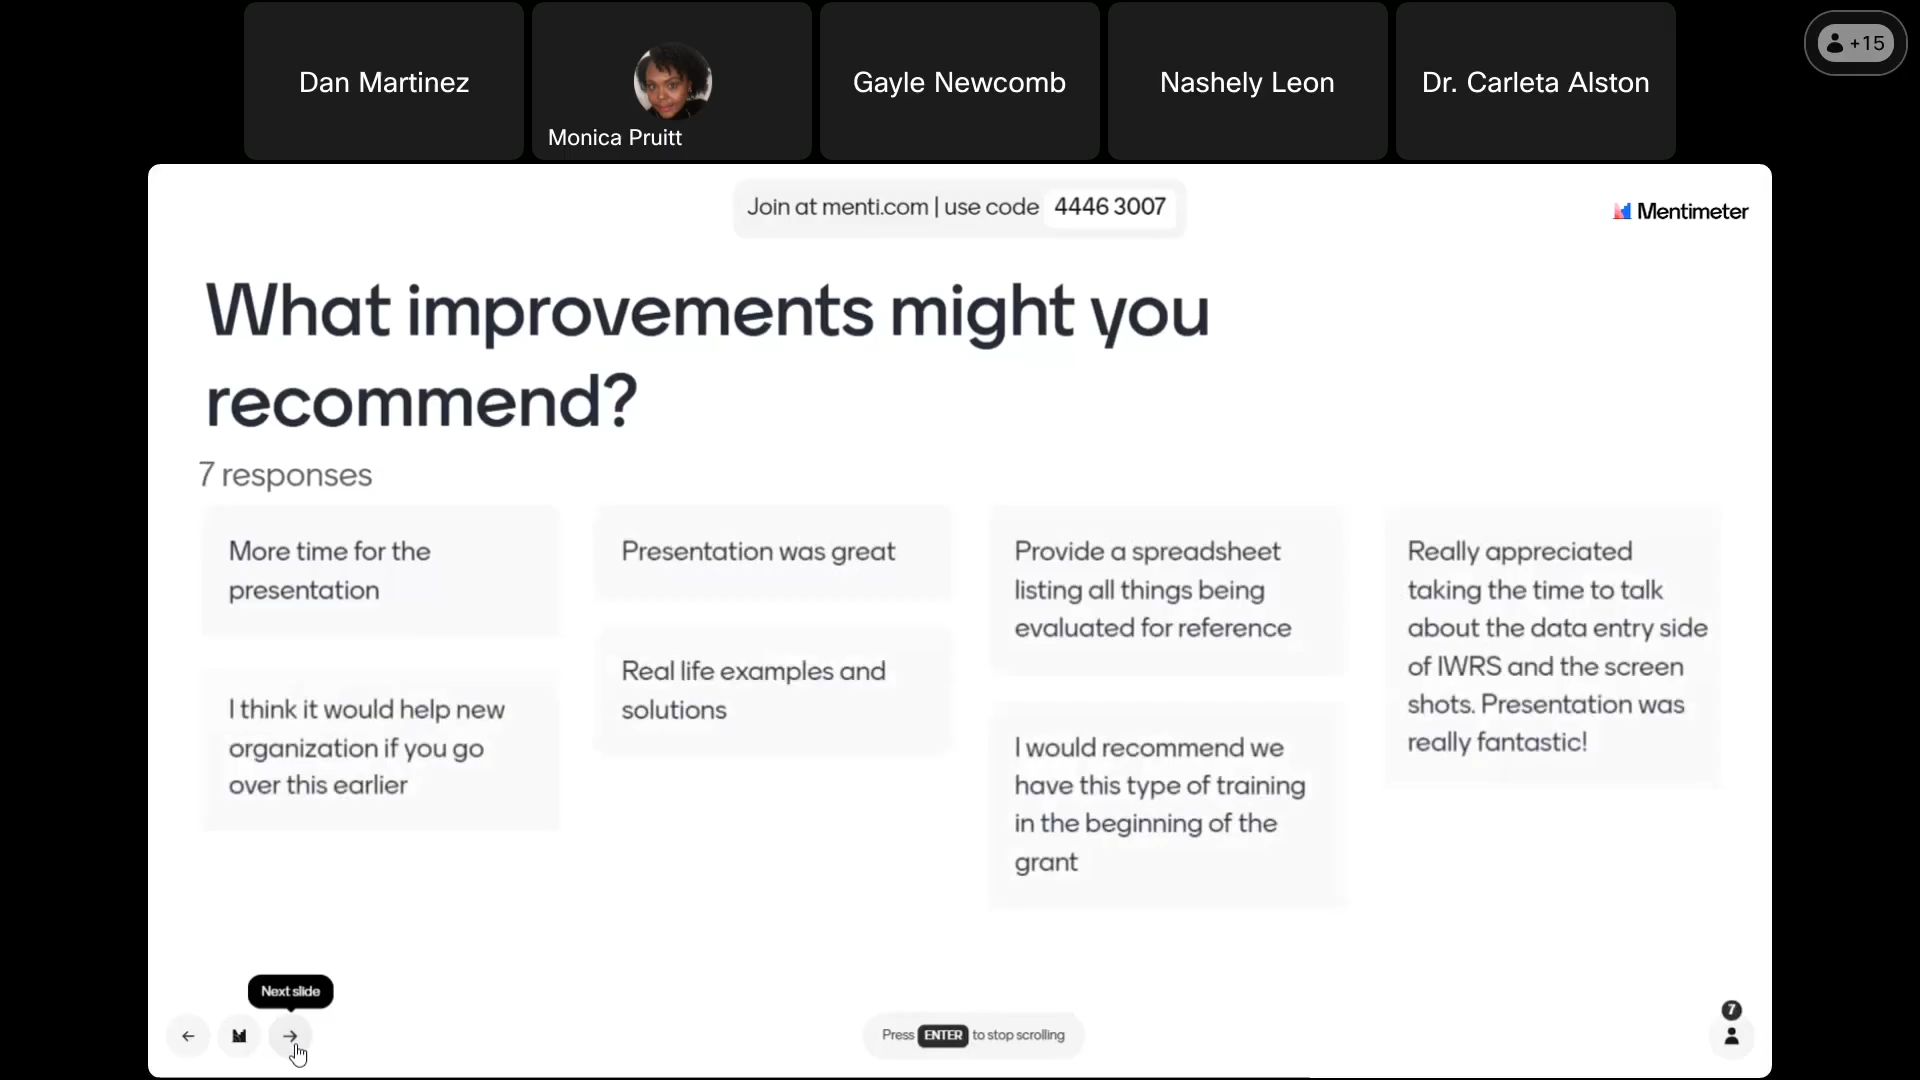 Dan Martinez
Monica Pruitt
Gayle Newcomb
Nashely Leon
Dr. Carleta Alston
+15
Join at menti.com | use code 4446 3007
Mentimeter
What improvements might you
recommend?
7 responses
More time for the
presentation
I think it would help new
organization if you go
over this earlier
Presentation was great
Real life examples and
solutions
Provide a spreadsheet
listing all things being
evaluated for reference
I would recommend we
have this type of training
in the beginning of the
grant
Really appreciated
taking the time to talk
about the data entry side
of IWRS and the screen
shots. Presentation was
really fantastic!
Next slide
Press ENTER to stop scrolling
7